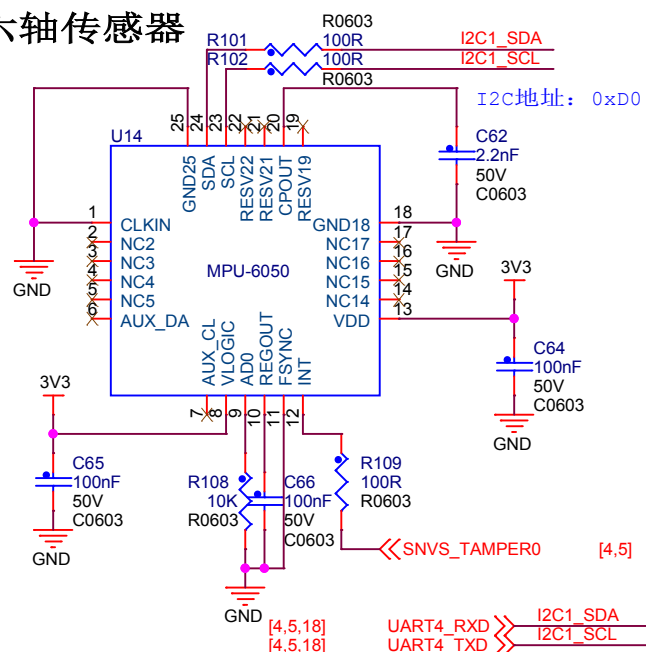 六轴传感器
R0603
R101 100R I2C1_SDA
R102 100R I2C1_SCL
R0603
I2C地址: 0xD0
25 24 23 22 21 20 19
U14
C62
2.2nF
50V
C0603
GND25 SDA SCL RESV22 RESV21 CPOUT RESV19
1 CLKIN
2 NC2
3 NC3
4 NC4
5 NC5
6 AUX_DA
MPU-6050
GND18 18
NC17 17
NC16 16
NC15 15
NC14 14
VDD 13
GND
GND
3V3
AUX_CL VLOGIC AD0 REGOUT FSYNC INT
7 8 9 10 11 12
C64
100nF
50V
C0603
GND
3V3
C65
100nF
50V
C0603
GND
R108
10K
R0603
C66
100nF
50V
C0603
R109
100R
R0603
SNVS_TAMPER0 [4,5]
GND
[4,5,18] UART4_RXD I2C1_SDA
[4,5,18] UART4_TXD I2C1_SCL